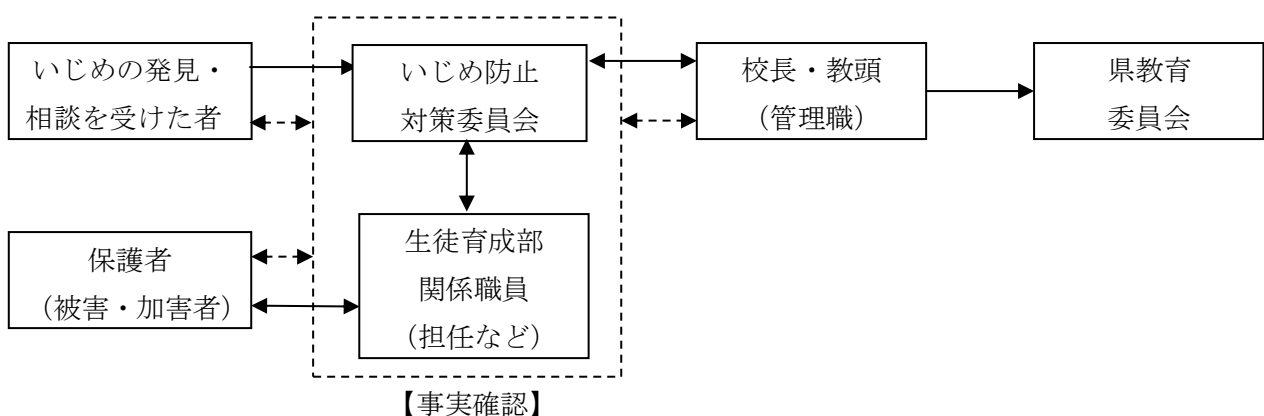 いじめの発見・
相談を受けた者
いじめ防止
対策委員会
校長・教頭
（管理職）
県教育
委員会
保護者
（被害・加害者）
生徒育成部
関係職員
（担任など）
【事実確認】